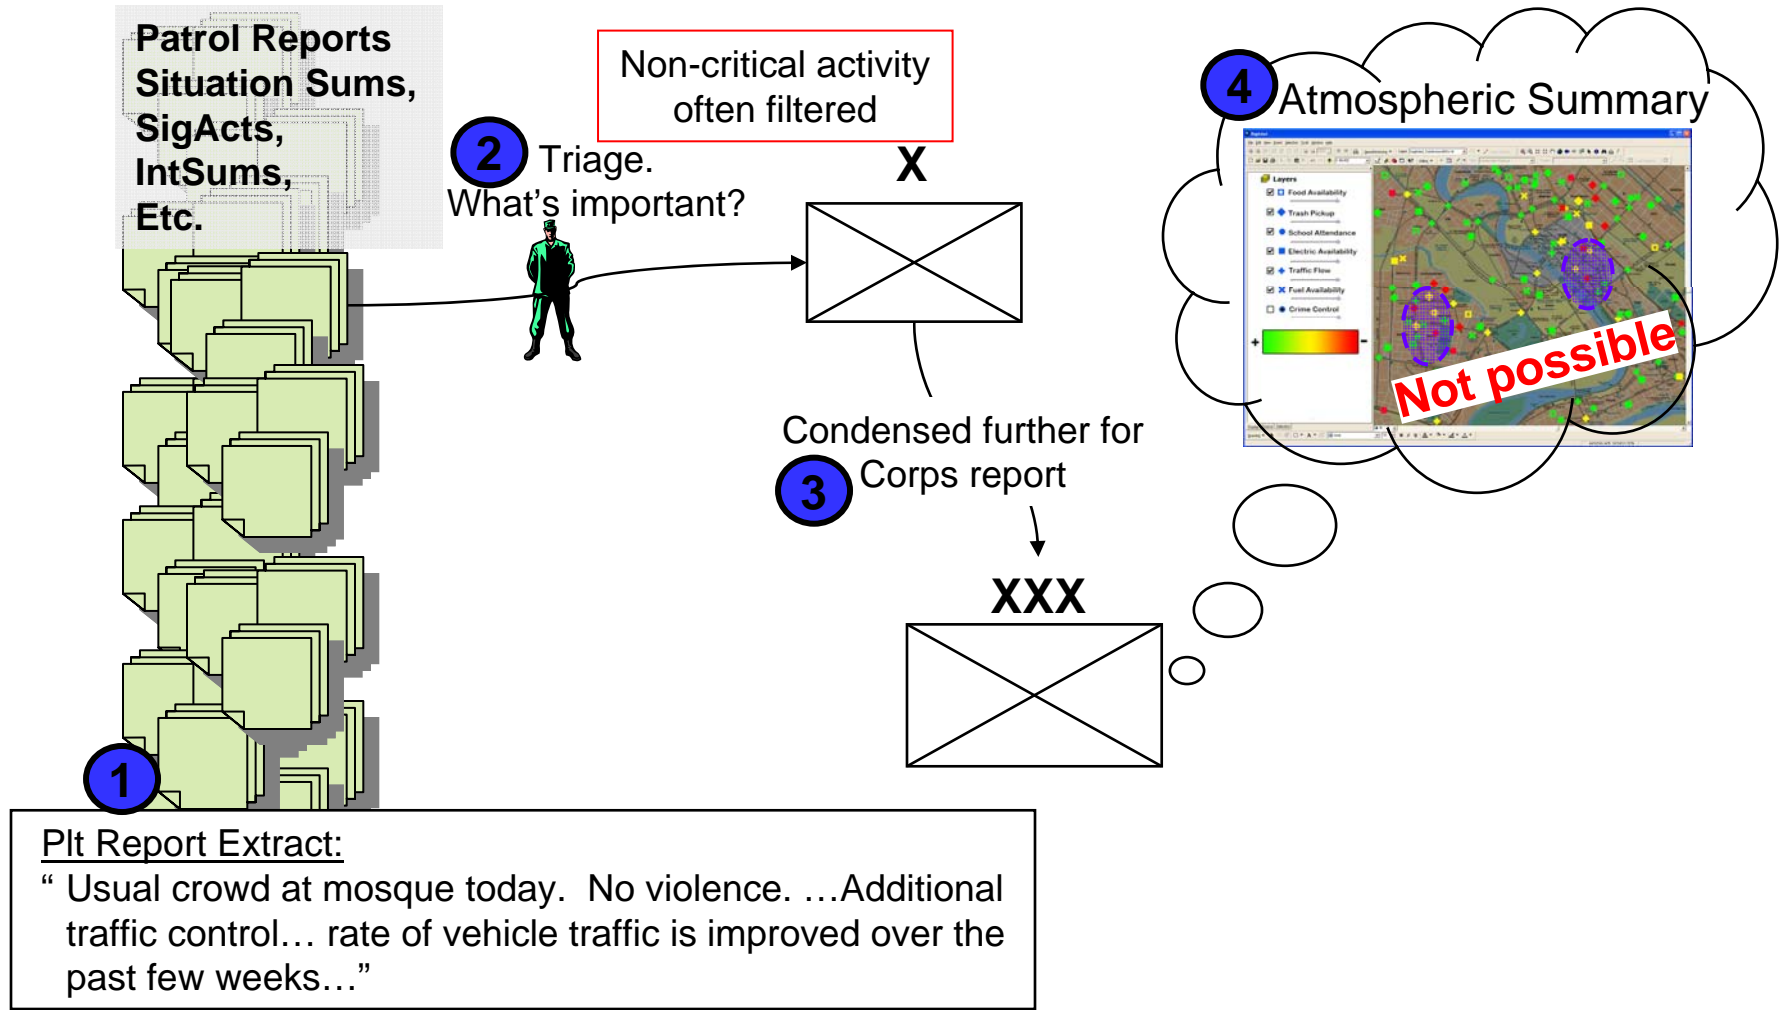 Patrol Reports
Situation Sums,
SigActs,
IntSums,
Etc.
Non-critical activity
often filtered
2
Triage.
What's important?
X
4
Atmospheric Summary
Layers
Food Availability
Trash Pickup
School Attendance
Electric Availability
Traffic Flow
Fuel Availability
Crime Control
+
-
Not possible
Condensed further for
3
Corps report
XXX
1
Plt Report Extract:
“ Usual crowd at mosque today.  No violence. …Additional
traffic control… rate of vehicle traffic is improved over the
past few weeks…”